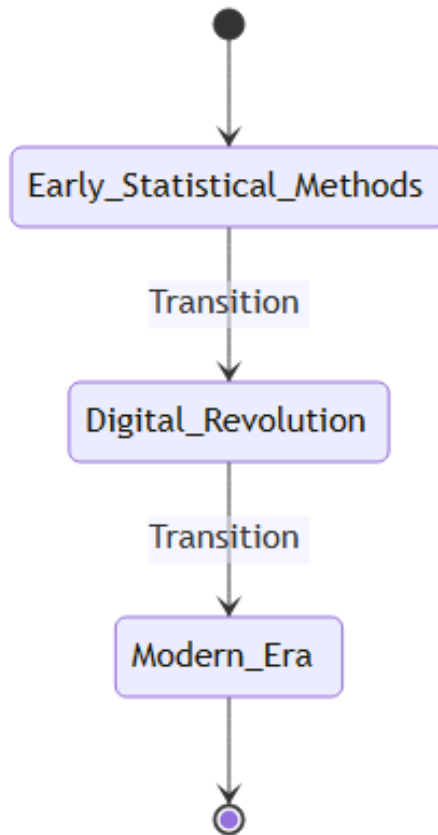 Early_Statistical_Methods
Transition
Digital_Revolution
Transition
Modern_Era